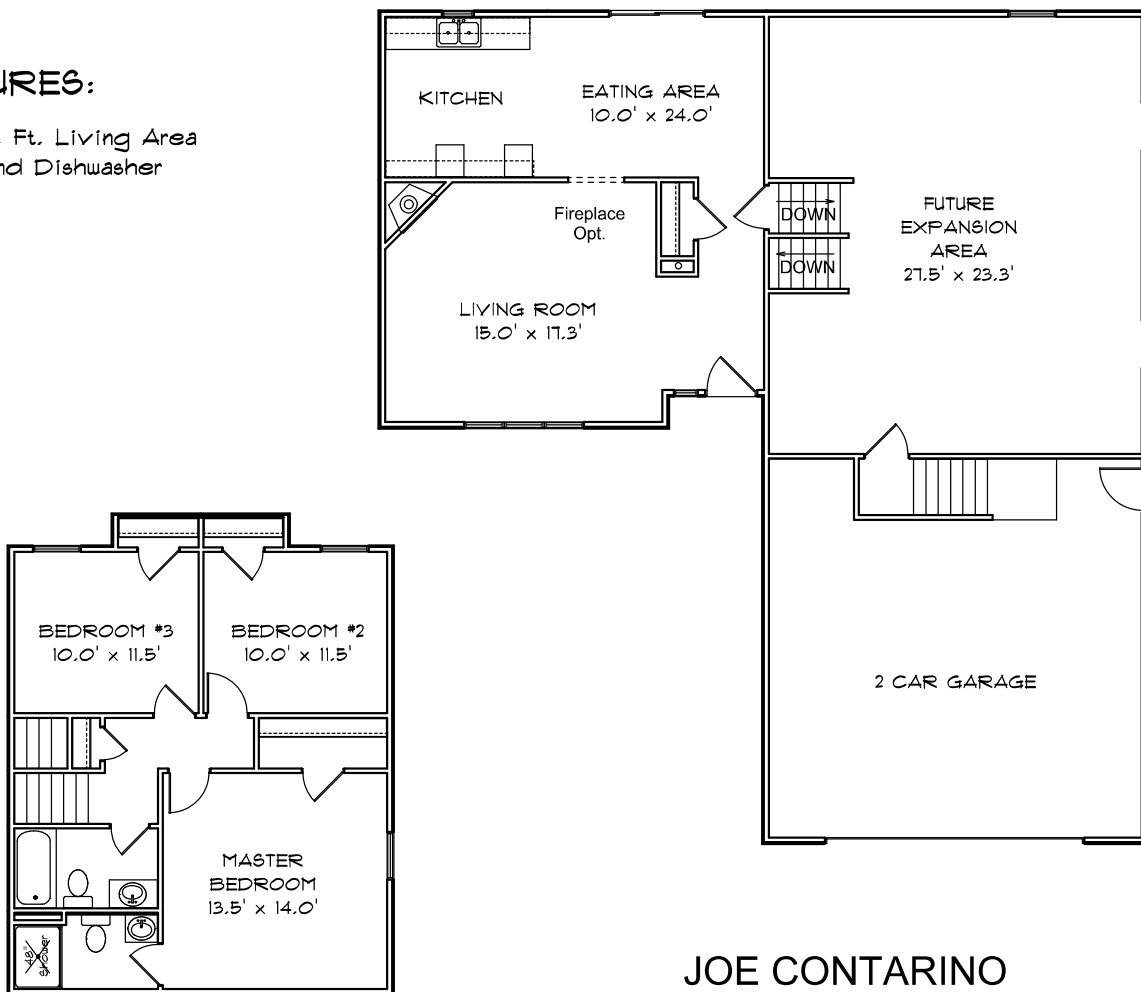 URES:
Ft. Living Area
nd Dishwasher
KITCHEN
EATING AREA
10.0' x 24.0'
Fireplace
Opt.
DOWN
DOWN
FUTURE
EXPANSION
AREA
27.5' x 23.3'
LIVING ROOM
15.0' x 17.3'
BEDROOM #3
10.0' x 11.5'
BEDROOM #2
10.0' x 11.5'
2 CAR GARAGE
MASTER
BEDROOM
13.5' x 14.0'
48"
SHOWER
JOE CONTARINO